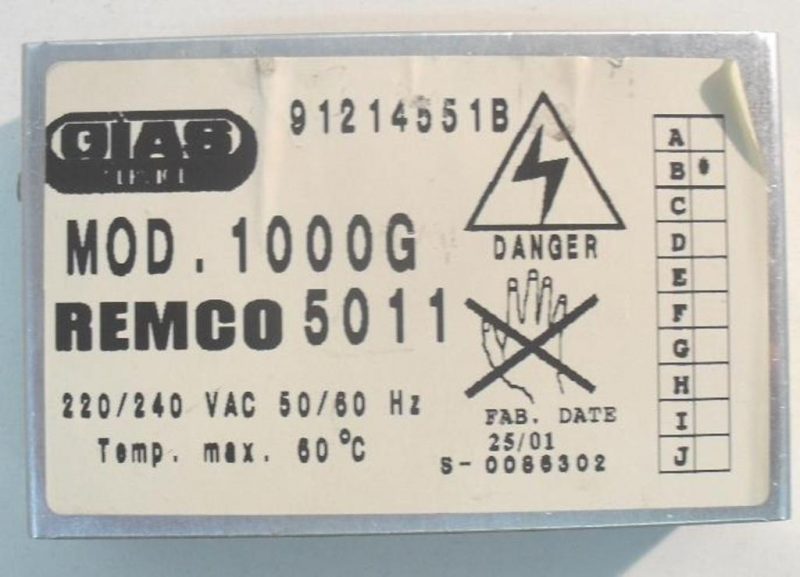 GIAS
91214551B
MOD. 1000G
REMCO 5011
220/240 VAC 50/60 Hz
Temp. max. 60°C
DANGER
FAB. DATE
25/01
S-0086302
A
B
C
D
E
F
G
H
I
J